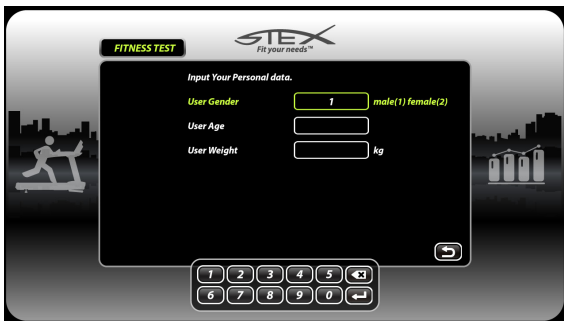 FITNESS TEST
STEX
Fit your needs™
Input Your Personal data.
User Gender 1 male(1) female(2)
User Age
User Weight kg
1 2 3 4 5
6 7 8 9 0